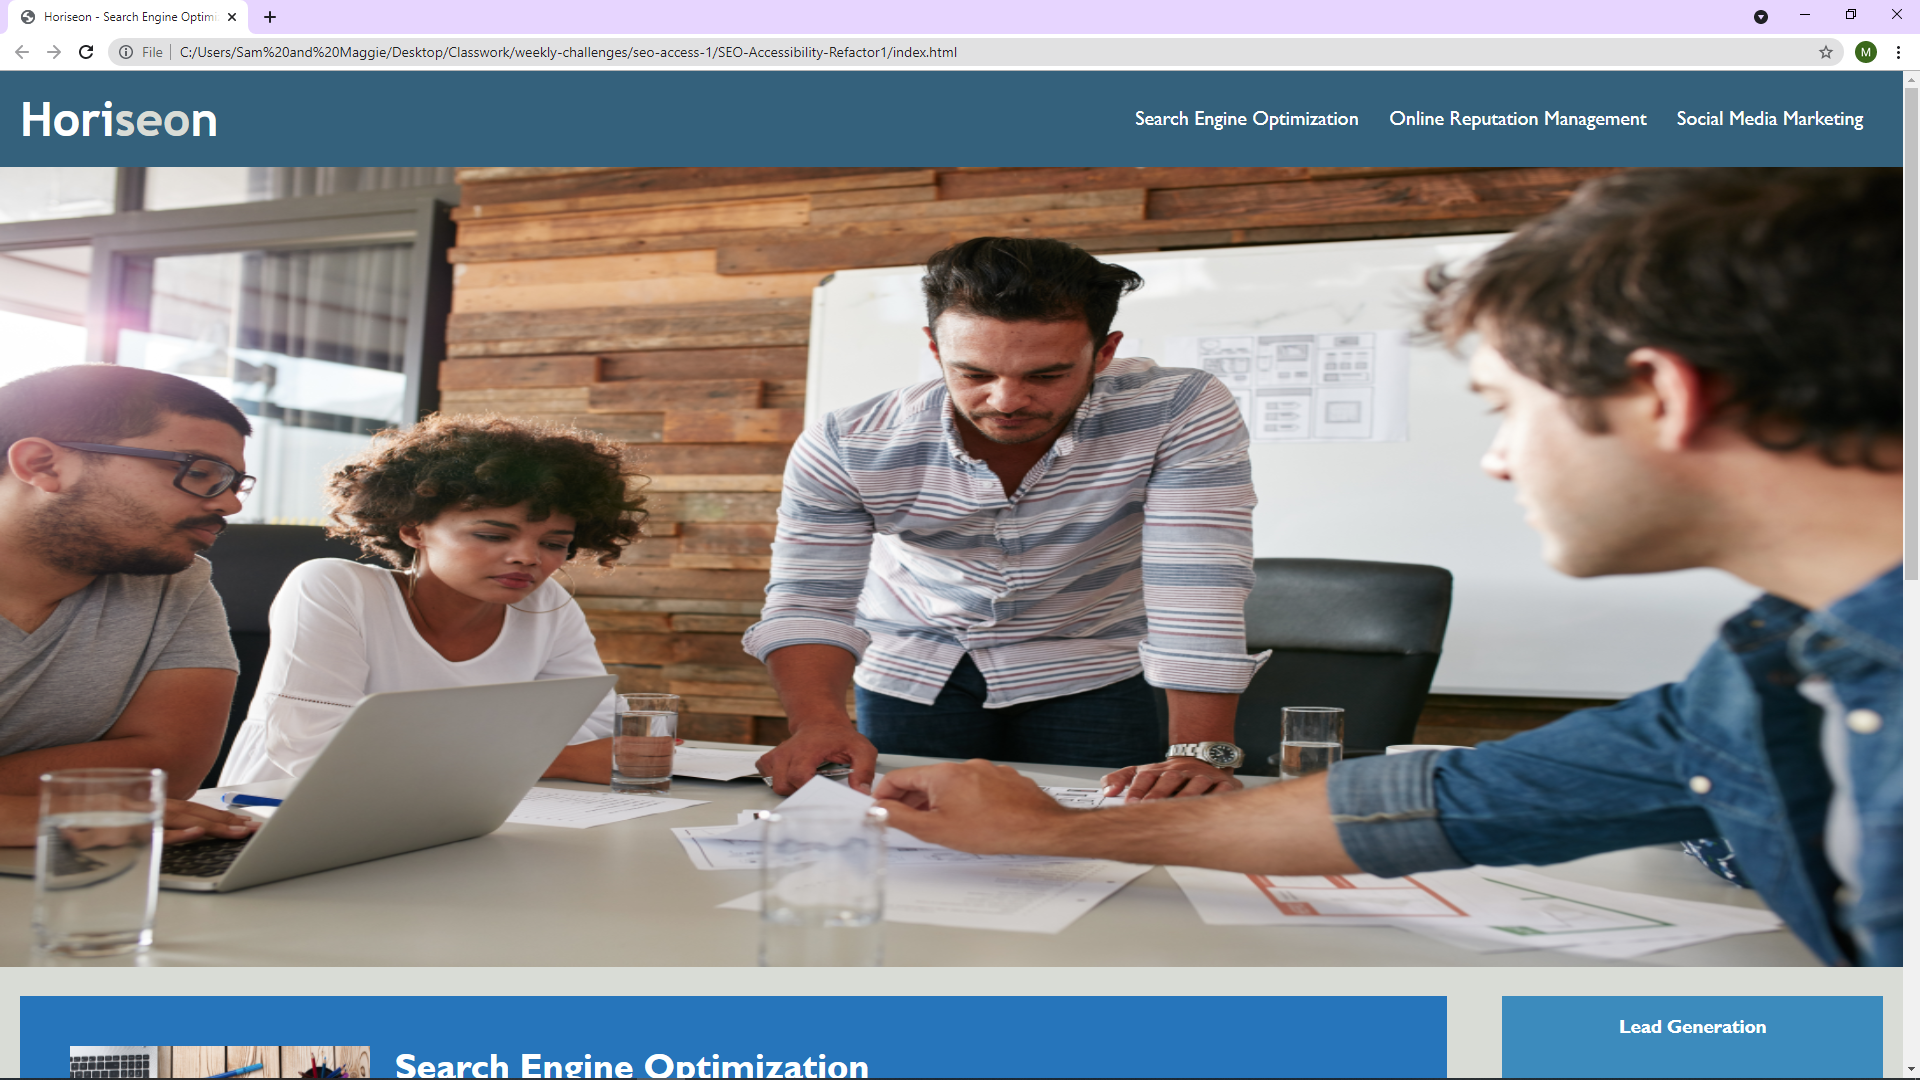 Horiseon - Search Engine Optimi
File
C:/Users/Sam%20and%20Maggie/Desktop/Classwork/weekly-challenges/seo-access-1/SEO-Accessibility-Refactor1/index.html
M
Horiseon
Search Engine Optimization
Online Reputation Management
Social Media Marketing
Search Engine Optimization
Lead Generation